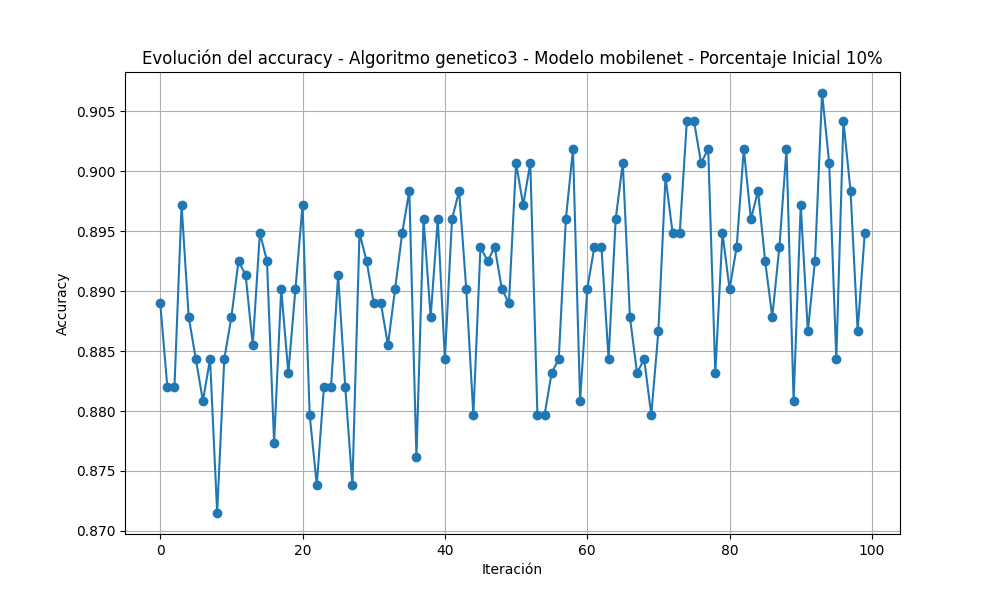 Evolución del accuracy - Algoritmo genetico3 - Modelo mobilenet - Porcentaje Inicial 10%
0.905
0.900
0.895
0.890
0.885
0.880
0.875
0.870
Accuracy
0 20 40 60 80 100
Iteración